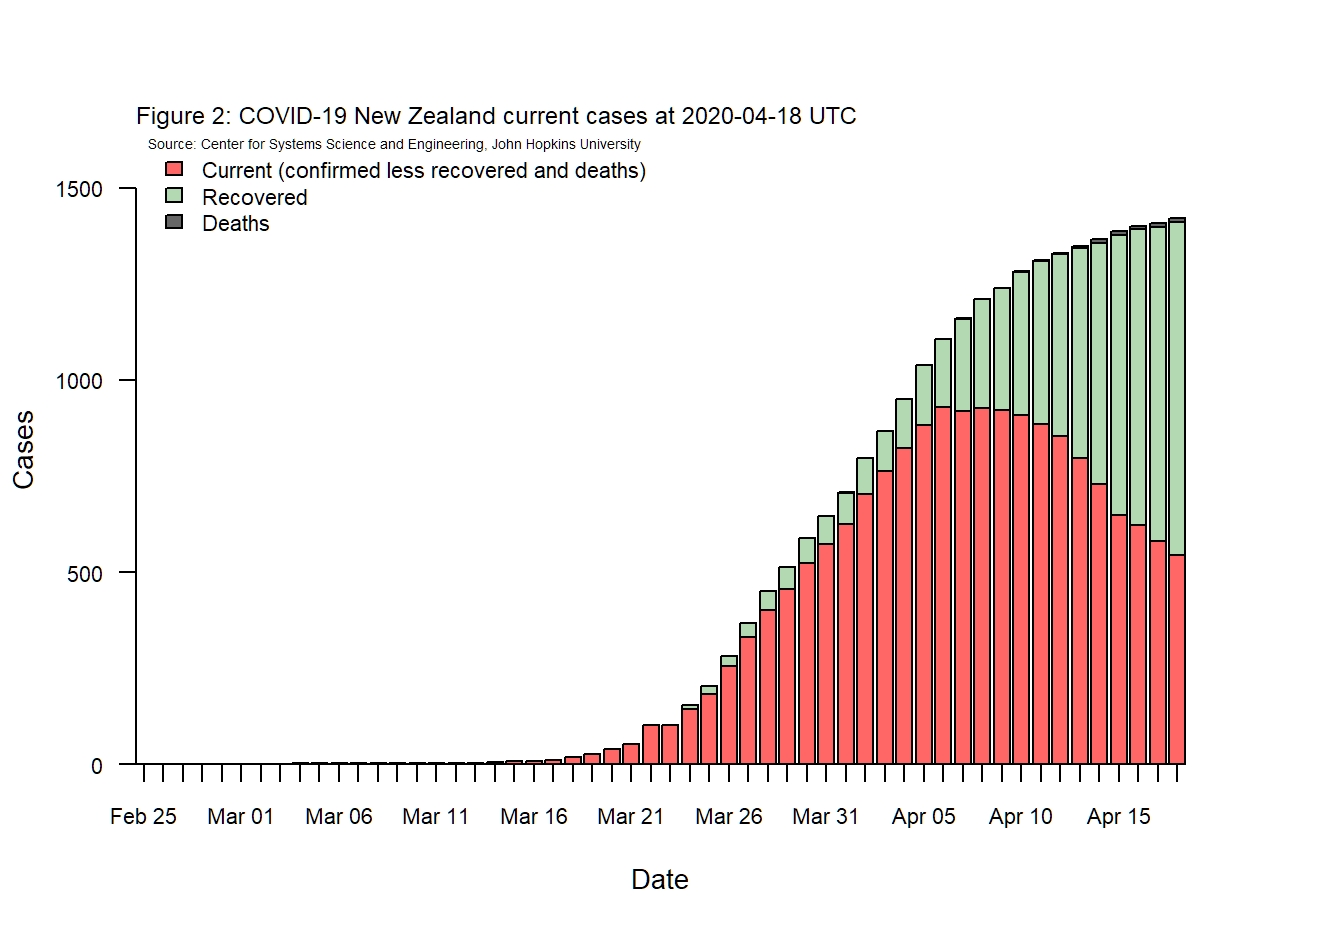 Figure 2: COVID-19 New Zealand current cases at 2020-04-18 UTC
Source: Center for Systems Science and Engineering, John Hopkins University
Current (confirmed less recovered and deaths)
Recovered
Deaths
1500
1000
500
0
Cases
Feb 25 Mar 01 Mar 06 Mar 11 Mar 16 Mar 21 Mar 26 Mar 31 Apr 05 Apr 10 Apr 15
Date